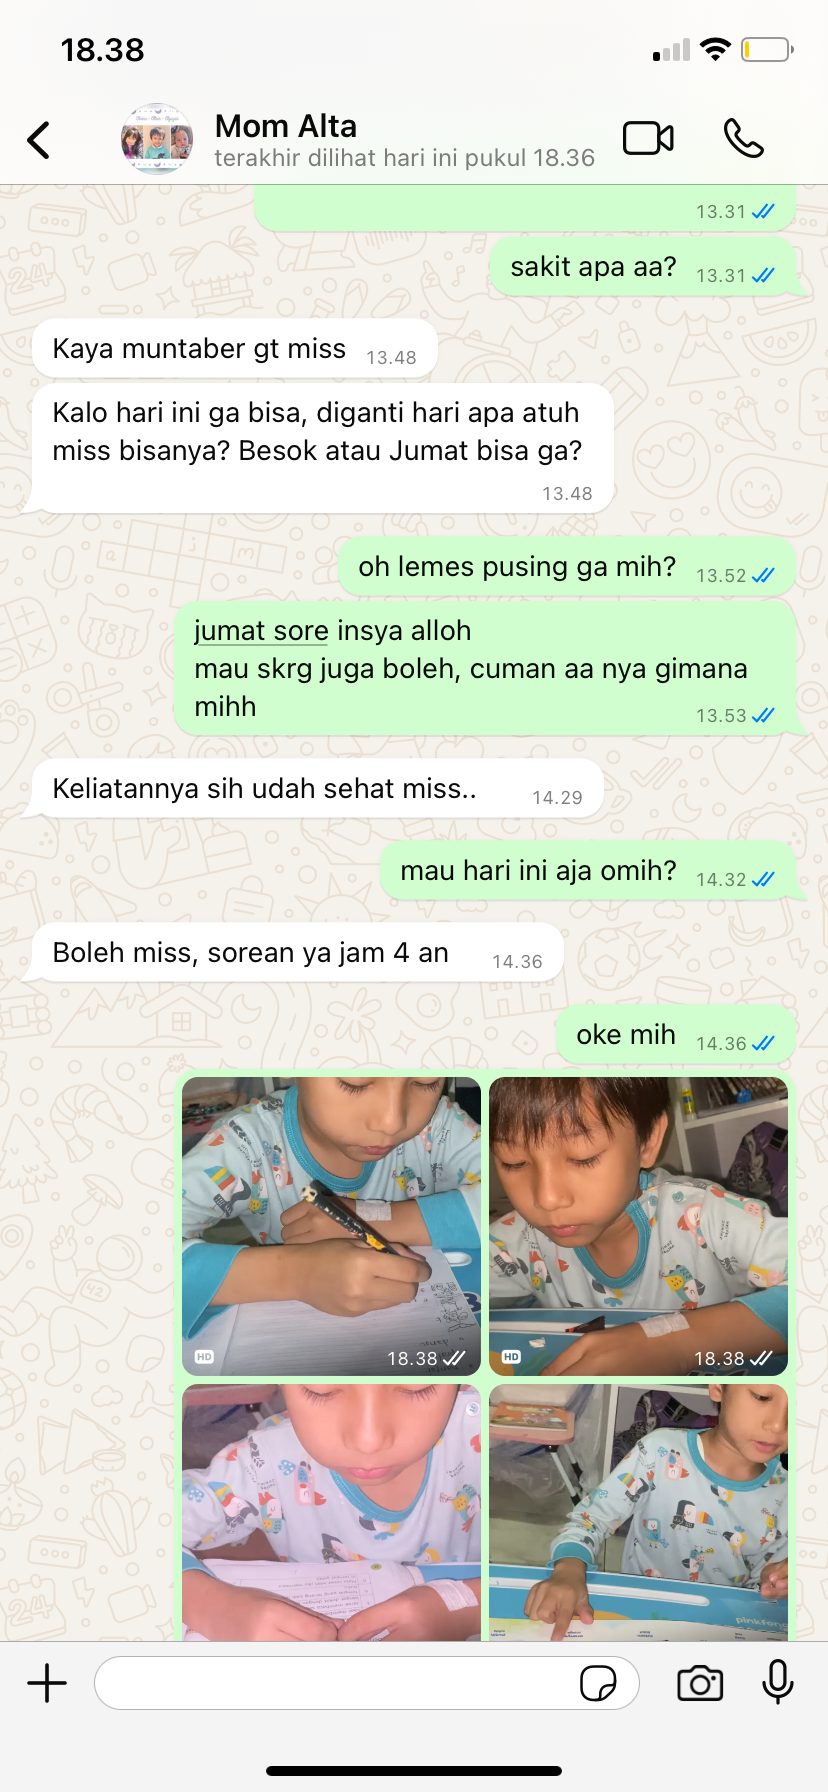 18.38
Mom Alta
terakhir dilihat hari ini pukul 18.36
13.31
sakit apa aa? 13.31
Kaya muntaber gt miss 13.48
Kalo hari ini ga bisa, diganti hari apa atuh
miss bisanya? Besok atau Jumat bisa ga?
13.48
oh lemes pusing ga mih? 13.52
jumat sore insya alloh
mau skrg juga boleh, cuman aa nya gimana
mihh 13.53
Keliatannya sih udah sehat miss.. 14.29
mau hari ini aja omih? 14.32
Boleh miss, sorean ya jam 4 an 14.36
oke mih 14.36
HD 18.38
HD 18.38
pinkfong